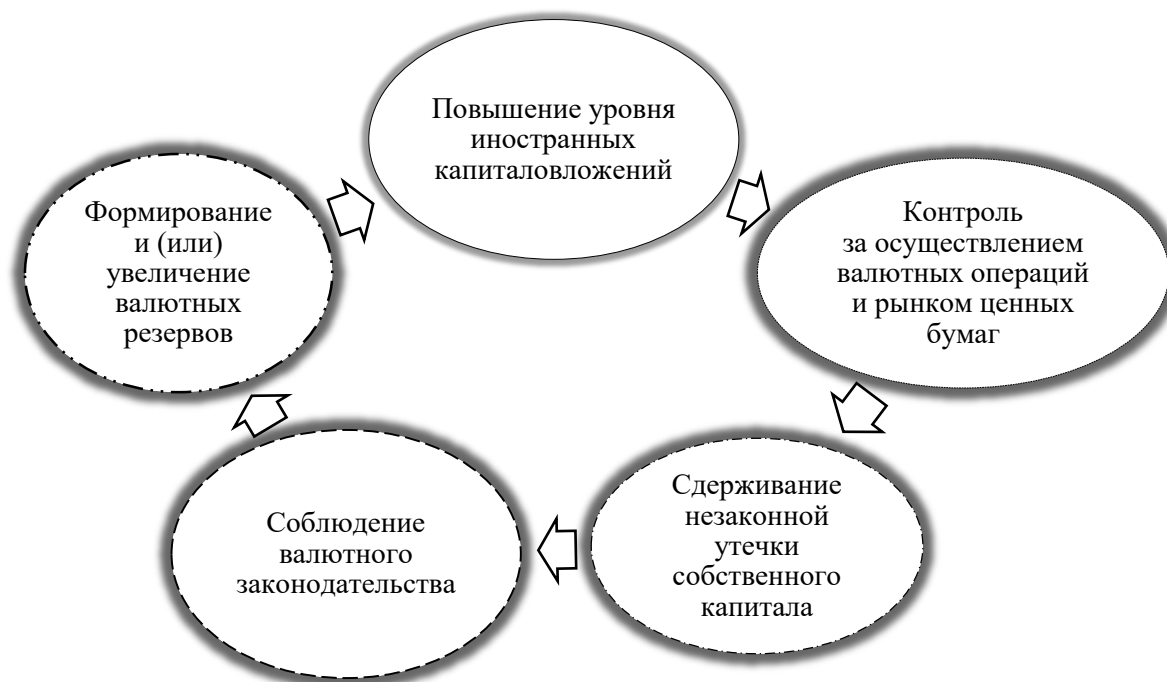 Повышение уровня
иностранных
капиталовложений
Контроль
за осуществлением
валютных операций
и рынком ценных
бумаг
Сдерживание
незаконной
утечки
собственного
капитала
Соблюдение
валютного
законодательства
Формирование
и (или)
увеличение
валютных
резервов